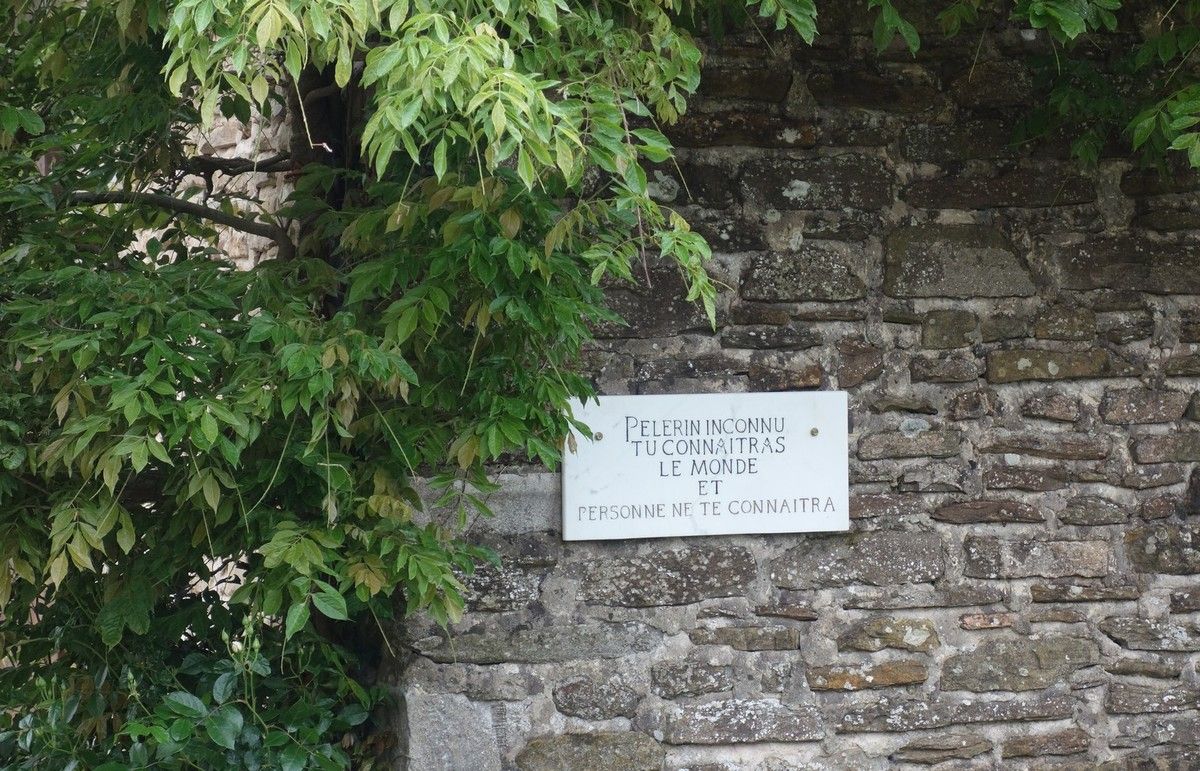 PELERIN INCONNU
TU CONNAITRAS
LE MONDE
ET
PERSONNE NE TE CONNAITRA